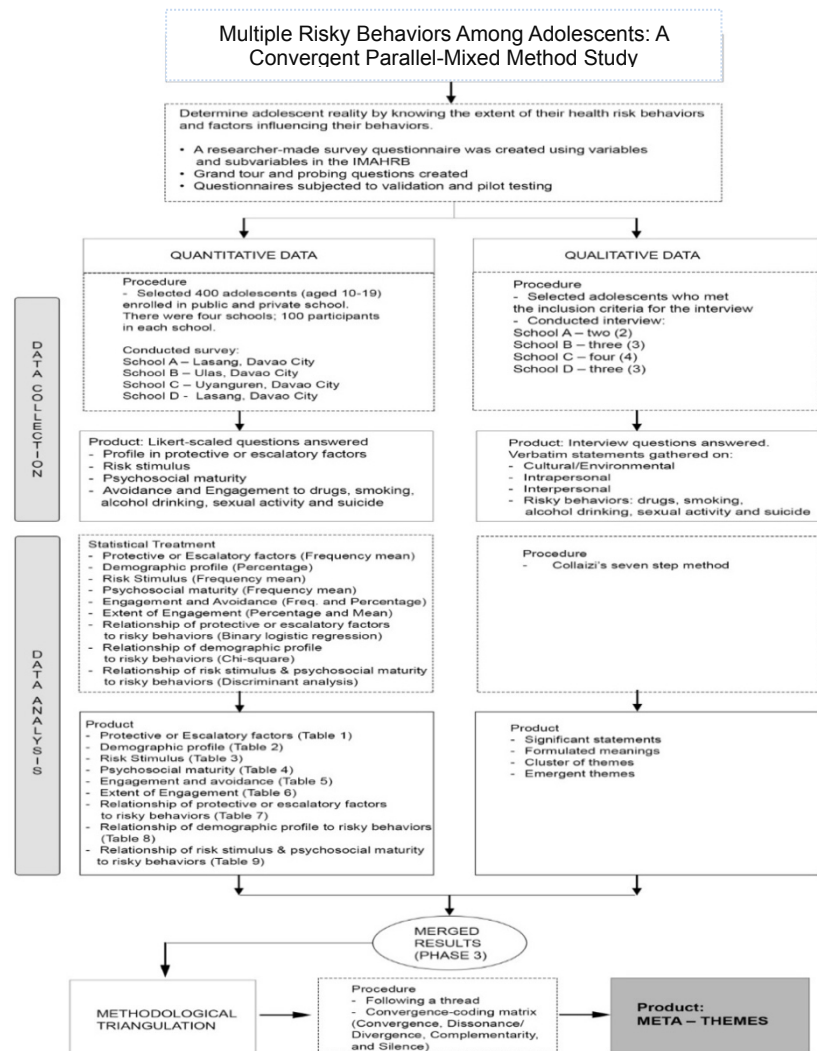 Multiple Risky Behaviors Among Adolescents: A
Convergent Parallel-Mixed Method Study
Determine adolescent reality by knowing the extent of their health risk behaviors
and factors influencing their behaviors.
• A researcher-made survey questionnaire was created using variables
and subvariables in the IMAHRB
• Grand tour and probing questions created
• Questionnaires subjected to validation and pilot testing
DATA COLLECTION
QUANTITATIVE DATA
Procedure
- Selected 400 adolescents (aged 10-19)
enrolled in public and private school.
There were four schools; 100 participants
in each school.
Conducted survey:
School A – Lasang, Davao City
School B – Ulas, Davao City
School C – Uyanguren, Davao City
School D - Lasang, Davao City
Product: Likert-scaled questions answered
- Profile in protective or escalatory factors
- Risk stimulus
- Psychosocial maturity
- Avoidance and Engagement to drugs, smoking,
alcohol drinking, sexual activity and suicide
QUALITATIVE DATA
Procedure
- Selected adolescents who met
the inclusion criteria for the interview
- Conducted interview:
School A – two (2)
School B – three (3)
School C – four (4)
School D – three (3)
Product: Interview questions answered.
Verbatim statements gathered on:
- Cultural/Environmental
- Intrapersonal
- Interpersonal
- Risky behaviors: drugs, smoking,
alcohol drinking, sexual activity and suicide
DATA ANALYSIS
Statistical Treatment
- Protective or Escalatory factors (Frequency mean)
- Demographic profile (Percentage)
- Risk Stimulus (Frequency mean)
- Psychosocial maturity (Frequency mean)
- Engagement and Avoidance (Freq. and Percentage)
- Extent of Engagement (Percentage and Mean)
- Relationship of protective or escalatory factors
to risky behaviors (Binary logistic regression)
- Relationship of demographic profile
to risky behaviors (Chi-square)
- Relationship of risk stimulus & psychosocial maturity
to risky behaviors (Discriminant analysis)
Product
- Protective or Escalatory factors (Table 1)
- Demographic profile (Table 2)
- Risk Stimulus (Table 3)
- Psychosocial maturity (Table 4)
- Engagement and avoidance (Table 5)
- Extent of Engagement (Table 6)
- Relationship of protective or escalatory factors
to risky behaviors (Table 7)
- Relationship of demographic profile to risky behaviors
(Table 8)
- Relationship of risk stimulus & psychosocial maturity
to risky behaviors (Table 9)
Procedure
- Collaizi's seven step method
Product
- Significant statements
- Formulated meanings
- Cluster of themes
- Emergent themes
MERGED
RESULTS
(PHASE 3)
METHODOLOGICAL
TRIANGULATION
Procedure
- Following a thread
- Convergence-coding matrix
(Convergence, Dissonance/
Divergence, Complementarity,
and Silence)
Product:
META – THEMES